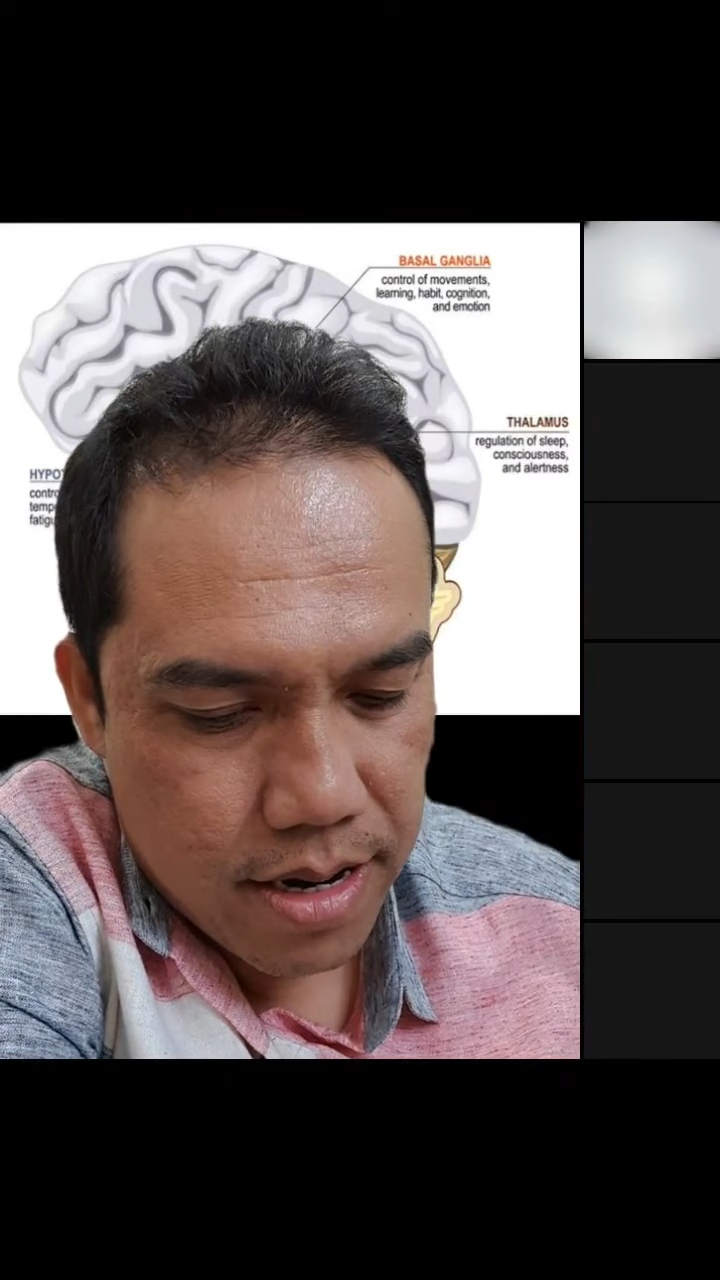 BASAL GANGLIA
control of movements,
learning, habit, cognition,
and emotion
THALAMUS
regulation of sleep,
consciousness,
and alertness